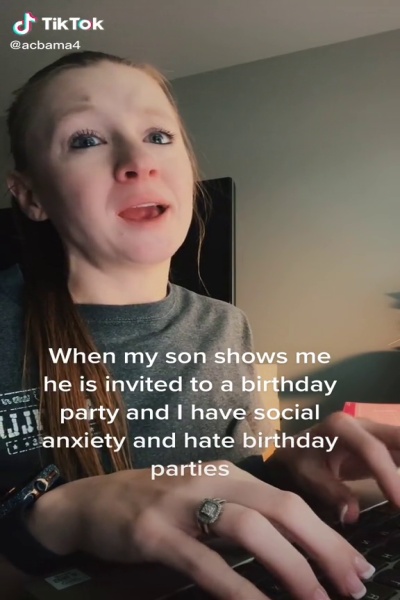 TikTok
@acbama4
When my son shows me
he is invited to a birthday
party and I have social
anxiety and hate birthday
parties